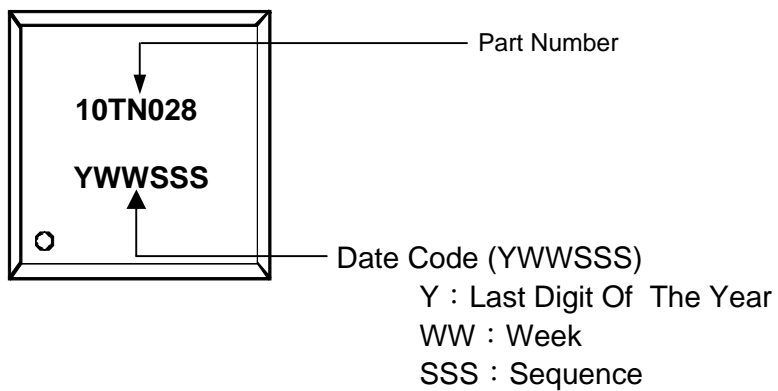 Part Number
10TN028
YWWSSS
Date Code (YWWSSS)
Y：Last Digit Of The Year
WW：Week
SSS：Sequence